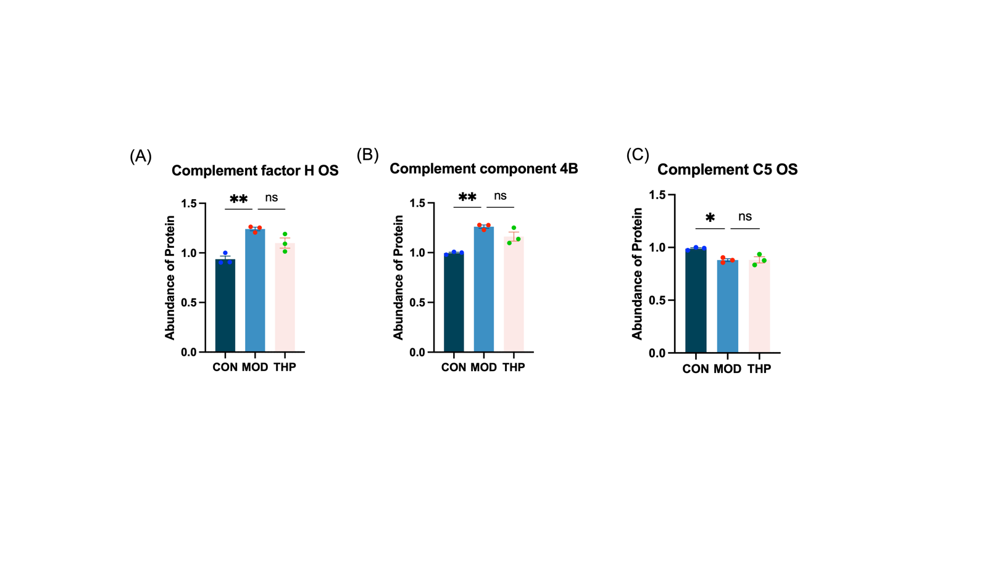 (A)
Complement factor H OS
** ns
Abundance of Protein
1.5
1.0
0.5
0.0
CON MOD THP
(B)
Complement component 4B
** ns
Abundance of Protein
1.5
1.0
0.5
0.0
CON MOD THP
(C)
Complement C5 OS
* ns
Abundance of Protein
1.5
1.0
0.5
0.0
CON MOD THP